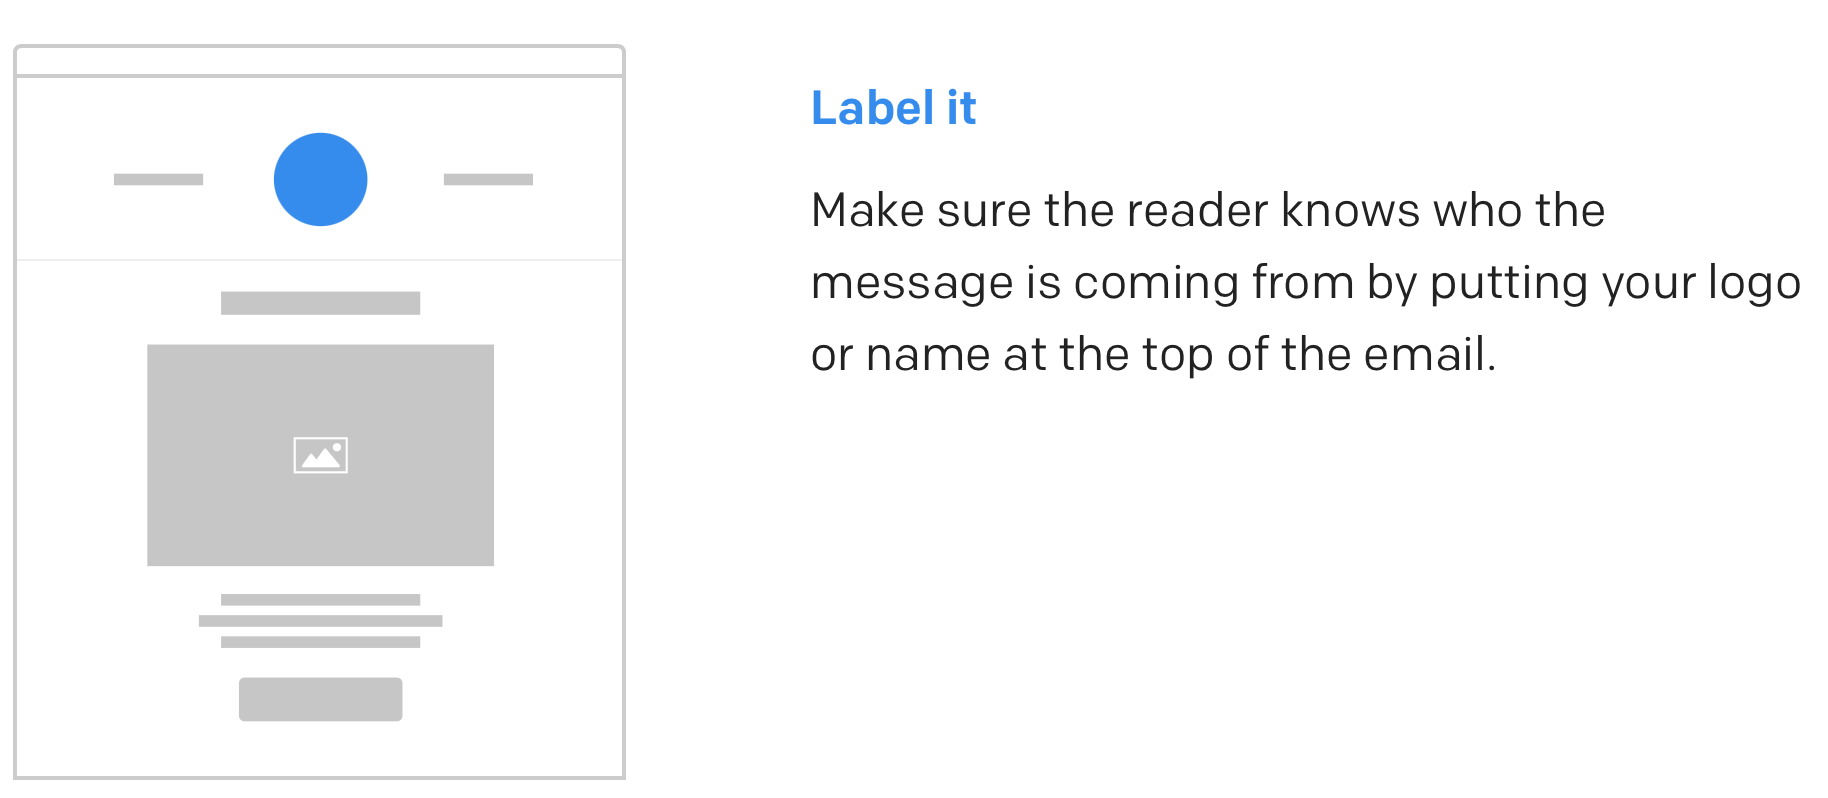 Label it
Make sure the reader knows who the
message is coming from by putting your logo
or name at the top of the email.